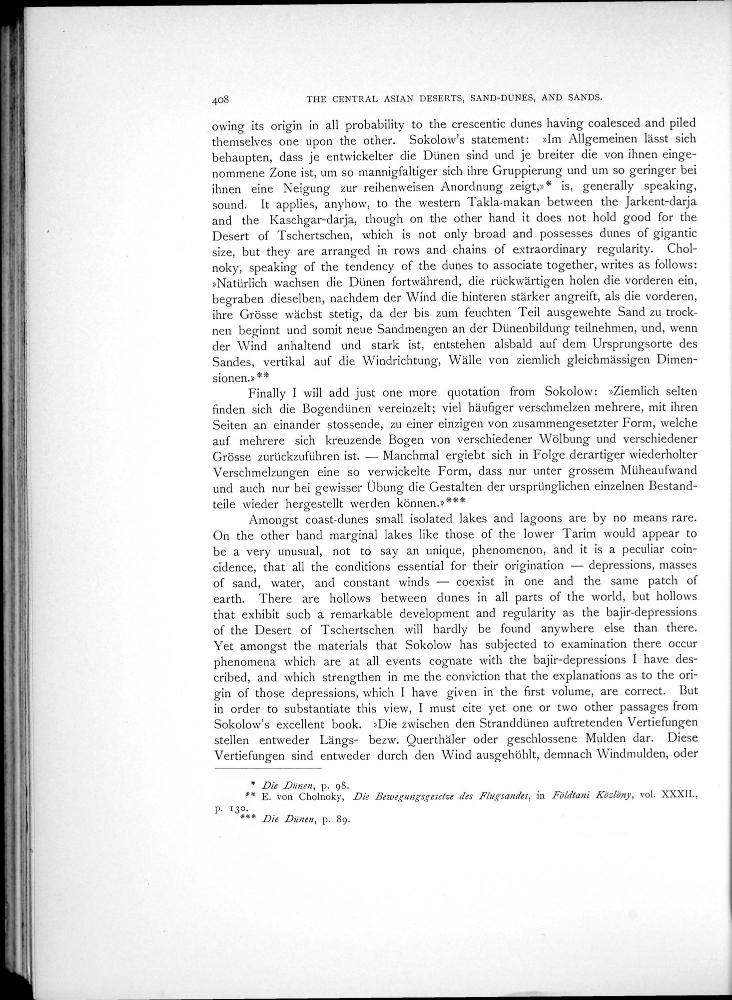 408 THE CENTRAL ASIAN DESERTS, SAND-DUNES, AND SANDS.
owing its origin in all probability to the crescentic dunes having coalesced and piled
themselves one upon the other. Sokolow's statement: »Im Allgemeinen lässt sich
behaupten, dass je entwickelter die Dünen sind und je breiter die von ihnen einge-
nommene Zone ist, um so mannigfaltiger sich ihre Gruppierung und um so geringer bei
ihnen eine Neigung zur reihenweisen Anordnung zeigt,»* is, generally speaking,
sound. It applies, anyhow, to the western Takla-makan between the Jarkent-darja
and the Kaschgar-darja, though on the other hand it does not hold good for the
Desert of Tschertschen, which is not only broad and possesses dunes of gigantic
size, but they are arranged in rows and chains of extraordinary regularity. Chol-
noky, speaking of the tendency of the dunes to associate together, writes as follows:
»Natürlich wachsen die Dünen fortwährend, die rückwärtigen holen die vorderen ein,
begraben dieselben, nachdem der Wind die hinteren stärker angreift, als die vorderen,
ihre Grösse wächst stetig, da der bis zum feuchten Teil ausgewehte Sand zu trock-
nen beginnt und somit neue Sandmengen an der Dünenbildung teilnehmen, und, wenn
der Wind anhaltend und stark ist, entstehen alsbald auf dem Ursprungsorte des
Sandes, vertikal auf die Windrichtung, Wälle von ziemlich gleichmässigen Dimen-
sionen.»**
Finally I will add just one more quotation from Sokolow: »Ziemlich selten
finden sich die Bogendünen vereinzelt; viel häufiger verschmelzen mehrere, mit ihren
Seiten an einander stossende, zu einer einzigen von zusammengesetzter Form, welche
auf mehrere sich kreuzende Bogen von verschiedener Wölbung und verschiedener
Grösse zurückzuführen ist. — Manchmal ergiebt sich in Folge derartiger wiederholter
Verschmelzungen eine so verwickelte Form, dass nur unter grossem Müheaufwand
und auch nur bei gewisser Übung die Gestalten der ursprünglichen einzelnen Bestand-
teile wieder hergestellt werden können.»***
Amongst coast-dunes small isolated lakes and lagoons are by no means rare.
On the other hand marginal lakes like those of the lower Tarim would appear to
be a very unusual, not to say an unique, phenomenon, and it is a peculiar coin-
cidence, that all the conditions essential for their origination — depressions, masses
of sand, water, and constant winds — coexist in one and the same patch of
earth. There are hollows between dunes in all parts of the world, but hollows
that exhibit such a remarkable development and regularity as the bajir-depressions
of the Desert of Tschertschen will hardly be found anywhere else than there.
Yet amongst the materials that Sokolow has subjected to examination there occur
phenomena which are at all events cognate with the bajir-depressions I have des-
cribed, and which strengthen in me the conviction that the explanations as to the ori-
gin of those depressions, which I have given in the first volume, are correct. But
in order to substantiate this view, I must cite yet one or two other passages from
Sokolow's excellent book. »Die zwischen den Stranddünen auftretenden Vertiefungen
stellen entweder Längs- bezw. Querthäler oder geschlossene Mulden dar. Diese
Vertiefungen sind entweder durch den Wind ausgehöhlt, demnach Windmulden, oder
* Die Dünen, p. 98.
** E. von Cholnoky, Die Bewegungsgesetze des Flugsandes, in Földtani Közlöny, vol. XXXII.,
p. 130.
*** Die Dünen, p. 89.